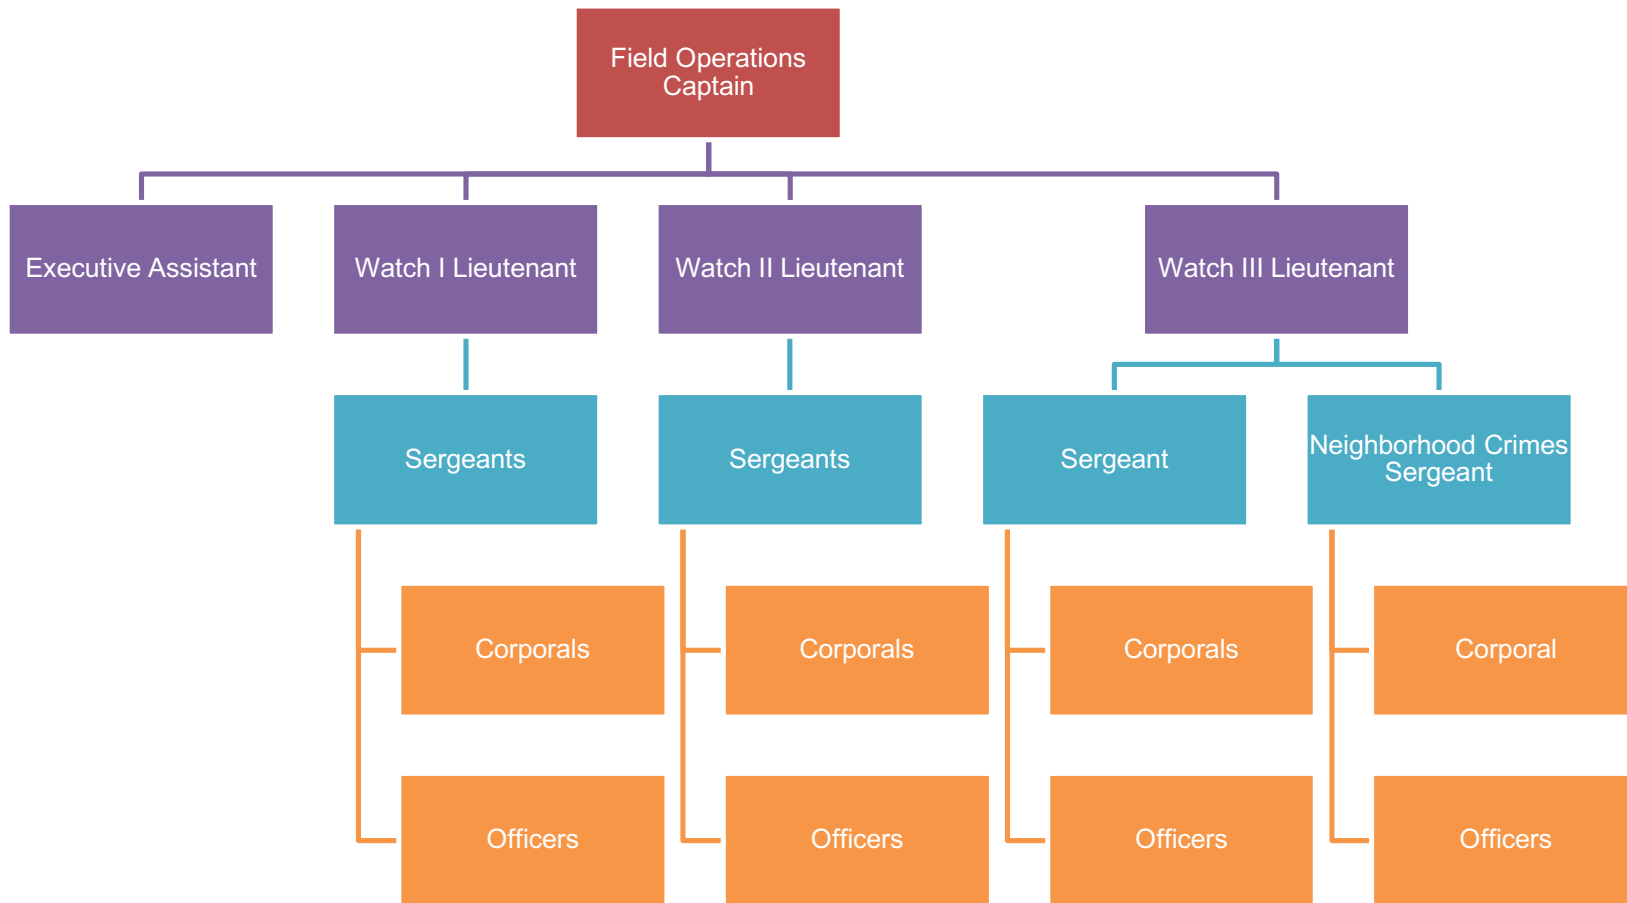 Field Operations
Captain
Executive Assistant
Watch I Lieutenant
Watch II Lieutenant
Watch III Lieutenant
Sergeants
Sergeants
Sergeant
Neighborhood Crimes
Sergeant
Corporals
Corporals
Corporals
Corporal
Officers
Officers
Officers
Officers